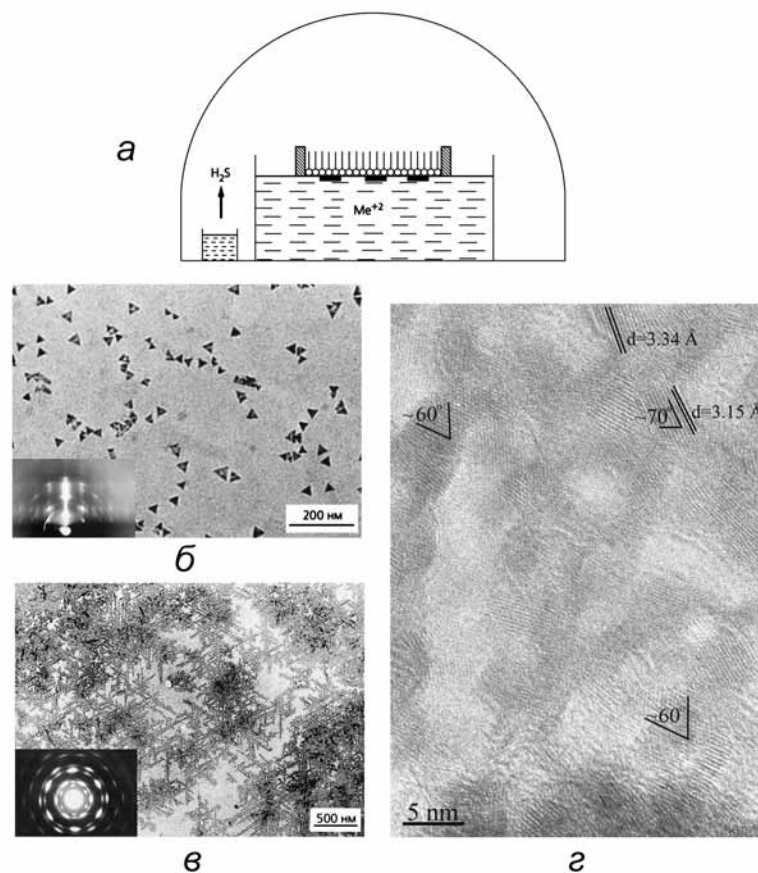 а
H₂S
Me⁺²
200 нм
б
500 нм
в
d=3.34 Å
~60°
~70°
d=3.15 Å
~60
5 nm
г